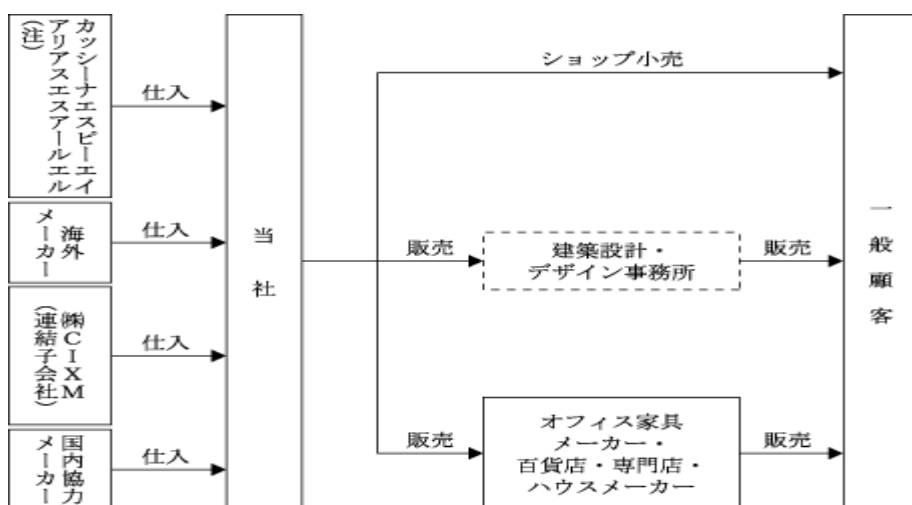 カッシーナエスピーエイ
アリアスエスアールエル
(注)
仕入
海外
メーカー
仕入
㈱CIXM
(連結子会社)
仕入
国内協力
メーカー
仕入
当社
ショップ小売
販売
建築設計・
デザイン事務所
販売
販売
オフィス家具
メーカー・
百貨店・専門店・
ハウスメーカー
販売
一般顧客